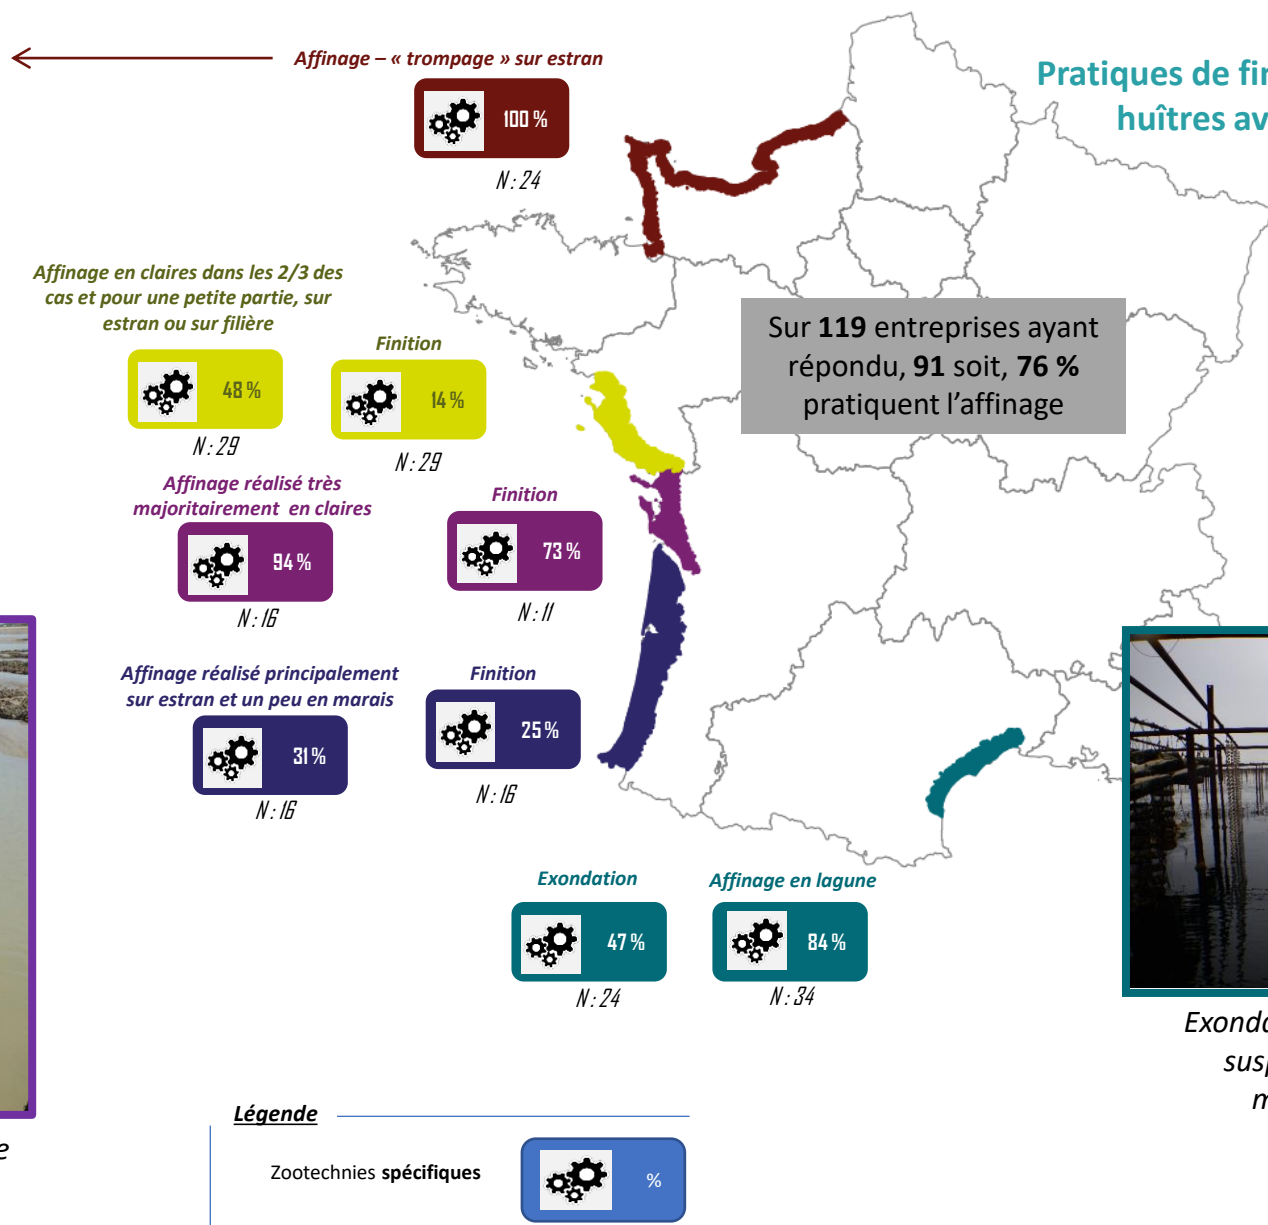 Affinage – « trompage » sur estran
100 %
N : 24
Pratiques de
huîtres
Affinage en claires dans les 2/3 des
cas et pour une petite partie, sur
estran ou sur filière
48 %
N : 29
Finition
14 %
N : 29
Sur 119 entreprises ayant
répondu, 91 soit, 76 %
pratiquent l’affinage
Affinage réalisé très
majoritairement en claires
94 %
N : 16
Finition
73 %
N : 11
Affinage réalisé principalement
sur estran et un peu en marais
31 %
N : 16
Finition
25 %
N : 16
Exondation
47 %
N : 24
Affinage en lagune
84 %
N : 34
Légende
Zootechnies spécifiques
%